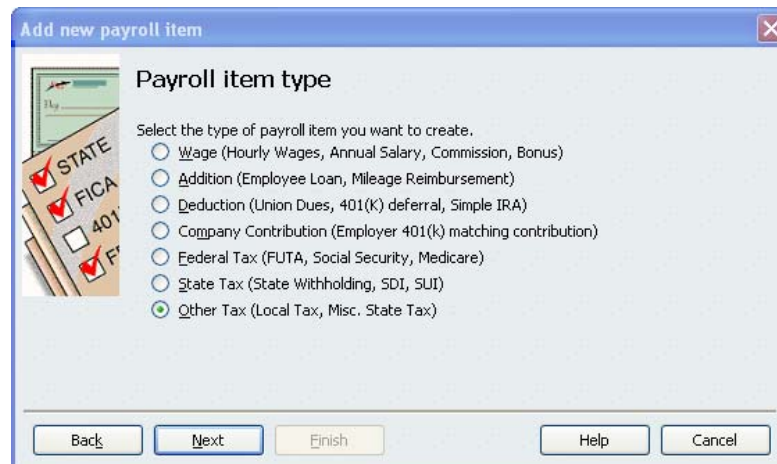 Add new payroll item
Payroll item type
Select the type of payroll item you want to create.
Wage (Hourly Wages, Annual Salary, Commission, Bonus)
Addition (Employee Loan, Mileage Reimbursement)
Deduction (Union Dues, 401(K) deferral, Simple IRA)
Company Contribution (Employer 401(k) matching contribution)
Federal Tax (FUTA, Social Security, Medicare)
State Tax (State Withholding, SDI, SUI)
Other Tax (Local Tax, Misc. State Tax)
STATE
FICA
401
Back
Next
Finish
Help
Cancel